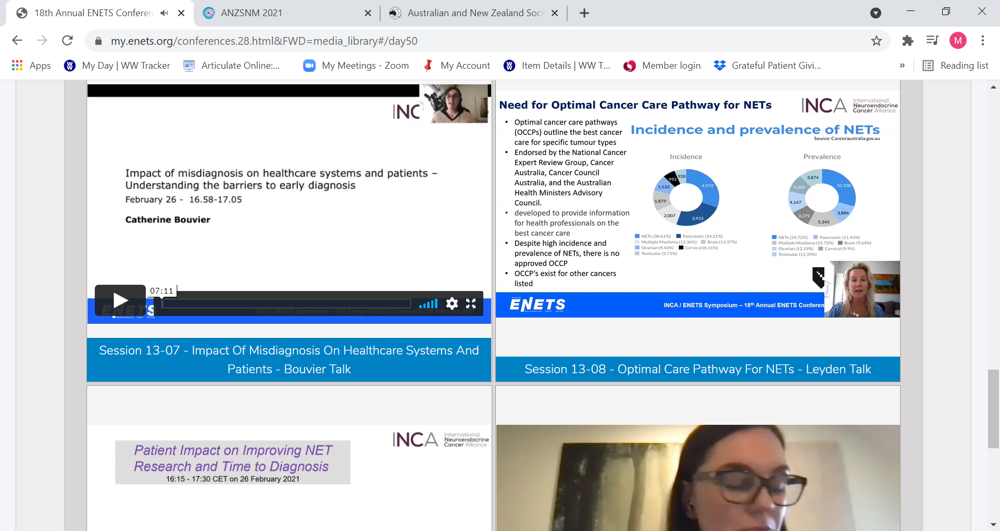 18th Annual ENETS Conferen
ANZSNM 2021
Australian and New Zealand Soci
my.enets.org/conferences.28.html&FWD=media_library#/day50
M
Apps
My Day | WW Tracker
Articulate Online:...
My Meetings - Zoom
My Account
Item Details | WW T...
Member login
Grateful Patient Givi...
»
Reading list
INC
Impact of misdiagnosis on healthcare systems and patients –
Understanding the barriers to early diagnosis
February 26 - 16.58-17.05
Catherine Bouvier
07:11
INCA / ENETS Symposium – 18th Annual ENETS Conference | 26 February 2021
Session 13-07 - Impact Of Misdiagnosis On Healthcare Systems And
Patients - Bouvier Talk
Need for Optimal Cancer Care Pathway for NETs
INCA International
Neuroendocrine
Cancer Alliance
• Optimal cancer care pathways
(OCCPs) outline the best cancer
care for specific tumour types
• Endorsed by the National Cancer
Expert Review Group, Cancer
Australia, Cancer Council
Australia, and the Australian
Health Ministers Advisory
Council.
• developed to provide information
for health professionals on the
best cancer care
• Despite high incidence and
prevalence of NETs, there is no
approved OCCP
• OCCP's exist for other cancers
listed
Incidence and prevalence of NETs
Source: Canceraustralia.gov.au
Incidence
4,972
3,933
2,007
1,879
1,532
993
928
NETs (30.61%) Pancreatic (24.21%)
Multiple Myeloma (12.36%) Brain (11.57%)
Ovarian (9.43%) Cervical (6.11%)
Testicular (5.71%)
Prevalence
10,108
3,886
5,345
3,279
4,147
3,368
3,874
NETs (29.72%) Pancreatic (11.43%)
Multiple Myeloma (15.72%) Brain (9.64%)
Ovarian (12.19%) Cervical (9.9%)
Testicular (11.39%)
ENETS
INCA / ENETS Symposium – 18th Annual ENETS Conferen
Session 13-08 - Optimal Care Pathway For NETs - Leyden Talk
INCA International
Neuroendocrine
Cancer Alliance
Patient Impact on Improving NET
Research and Time to Diagnosis
16:15 - 17:30 CET on 26 February 2021